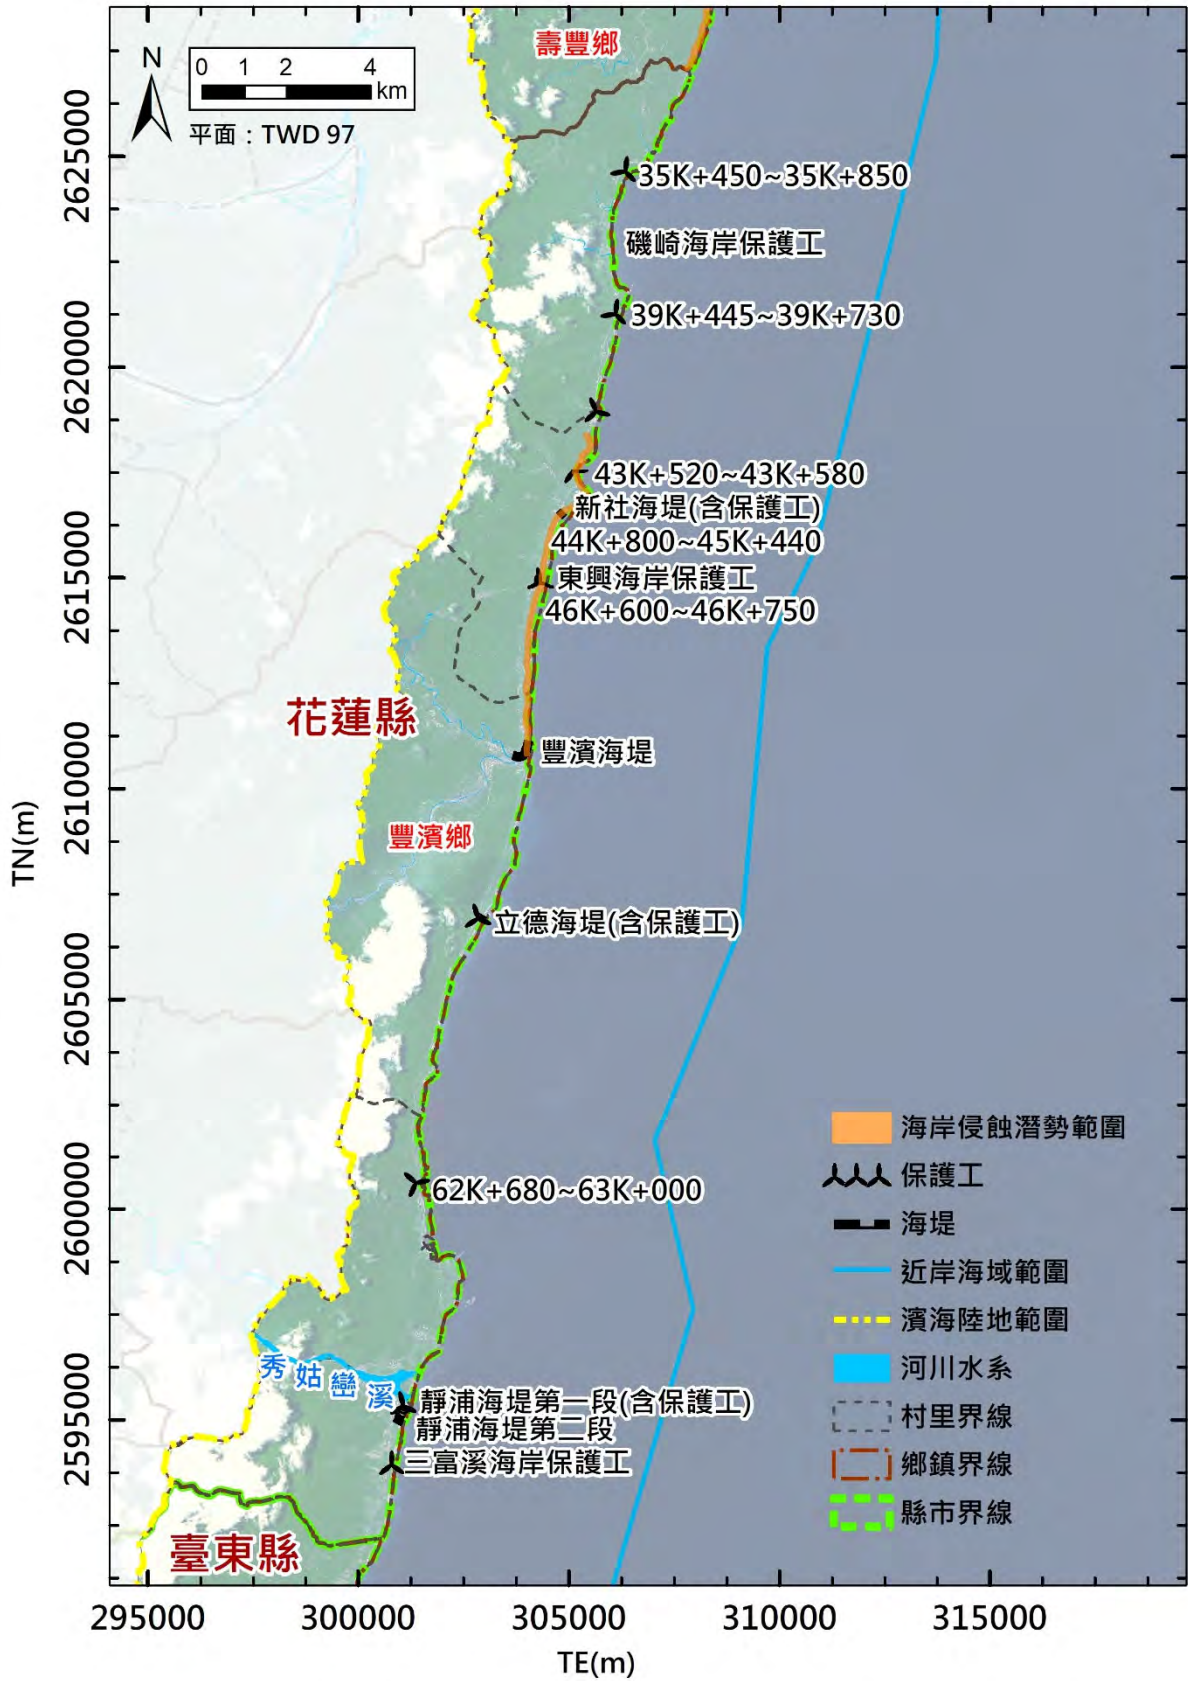 壽豐鄉
N
0 1 2 4
km
平面：TWD 97
35K+450~35K+850
磯崎海岸保護工
39K+445~39K+730
43K+520~43K+580
新社海堤(含保護工)
44K+800~45K+440
東興海岸保護工
46K+600~46K+750
花蓮縣
豐濱海堤
豐濱鄉
立德海堤(含保護工)
62K+680~63K+000
秀姑巒溪
靜浦海堤第一段(含保護工)
靜浦海堤第二段
三富溪海岸保護工
臺東縣
海岸侵蝕潛勢範圍
保護工
海堤
近岸海域範圍
濱海陸地範圍
河川水系
村里界線
鄉鎮界線
縣市界線
TN(m)
2625000
2620000
2615000
2610000
2605000
2600000
2595000
295000 300000 305000 310000 315000
TE(m)